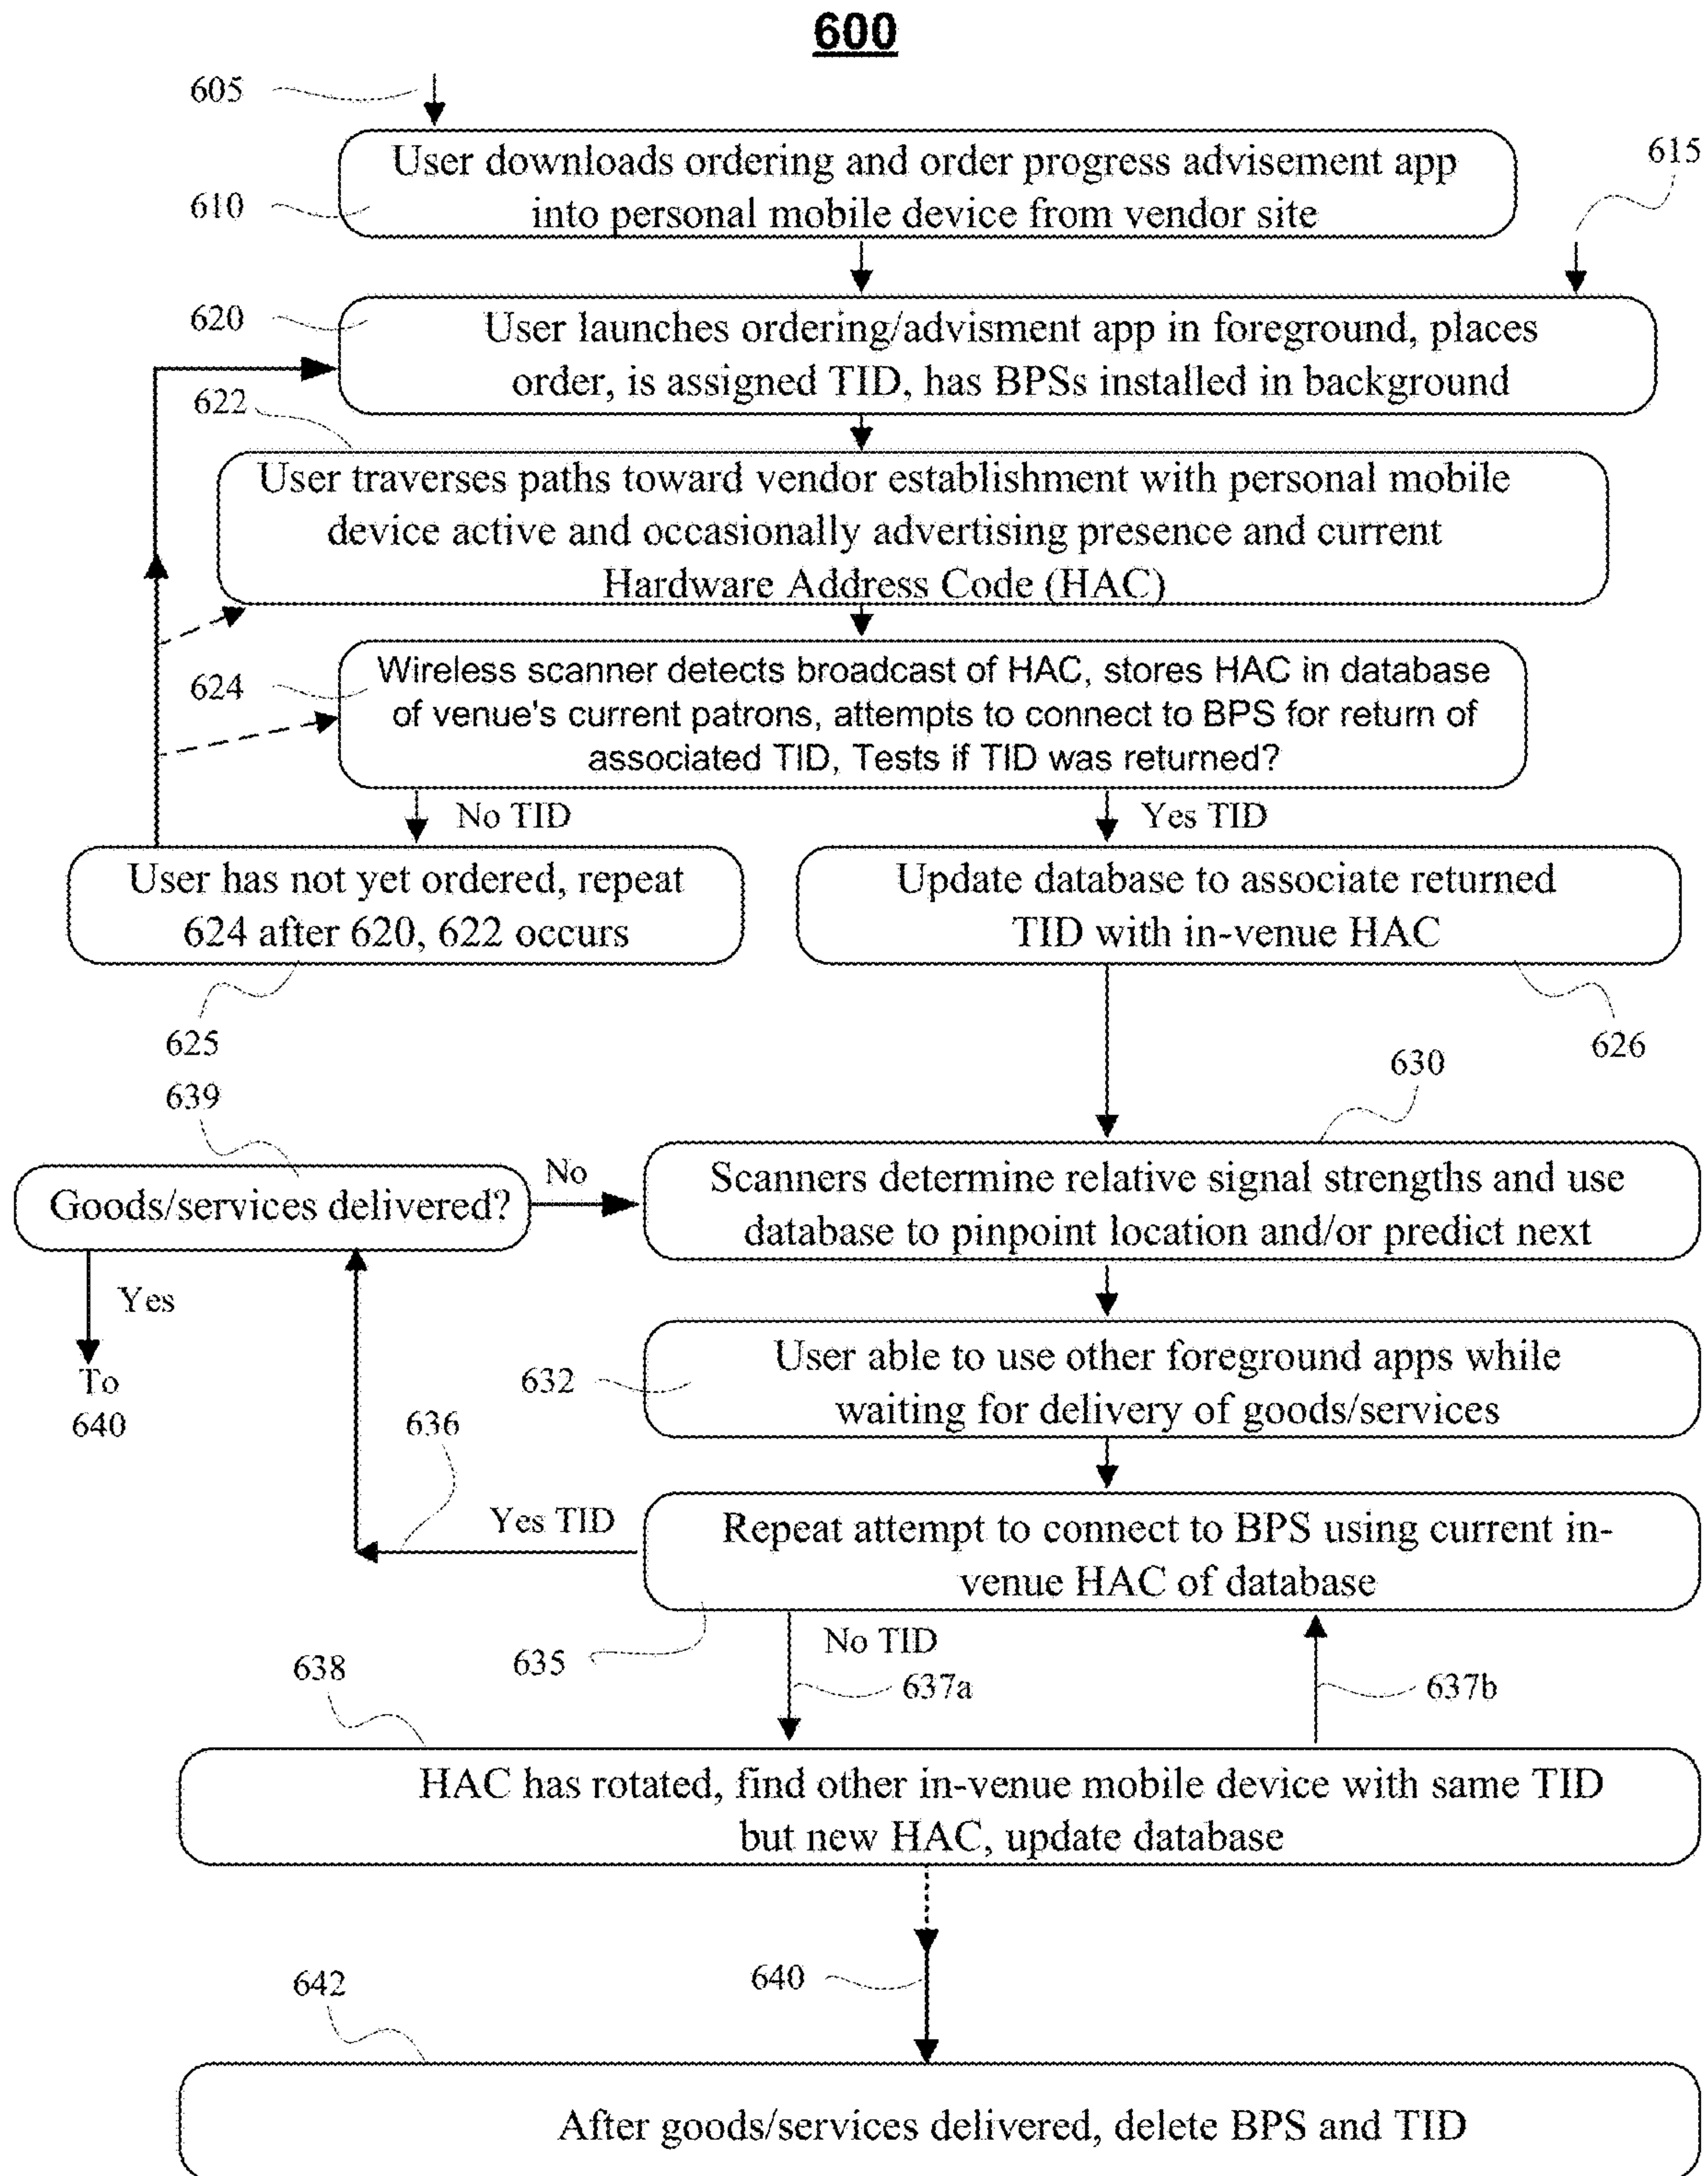 600
605
User downloads ordering and order progress advisement app
into personal mobile device from vendor site
610
615
620
User launches ordering/advisment app in foreground, places
order, is assigned TID, has BPSs installed in background
622
User traverses paths toward vendor establishment with personal mobile
device active and occasionally advertising presence and current
Hardware Address Code (HAC)
624
Wireless scanner detects broadcast of HAC, stores HAC in database
of venue's current patrons, attempts to connect to BPS for return of
associated TID, Tests if TID was returned?
No TID
Yes TID
User has not yet ordered, repeat
624 after 620, 622 occurs
Update database to associate returned
TID with in-venue HAC
625
626
630
639
Goods/services delivered?
No
Scanners determine relative signal strengths and use
database to pinpoint location and/or predict next
Yes
To
640
632
User able to use other foreground apps while
waiting for delivery of goods/services
636
Yes TID
Repeat attempt to connect to BPS using current in-
venue HAC of database
635
No TID
637a
637b
638
HAC has rotated, find other in-venue mobile device with same TID
but new HAC, update database
640
642
After goods/services delivered, delete BPS and TID